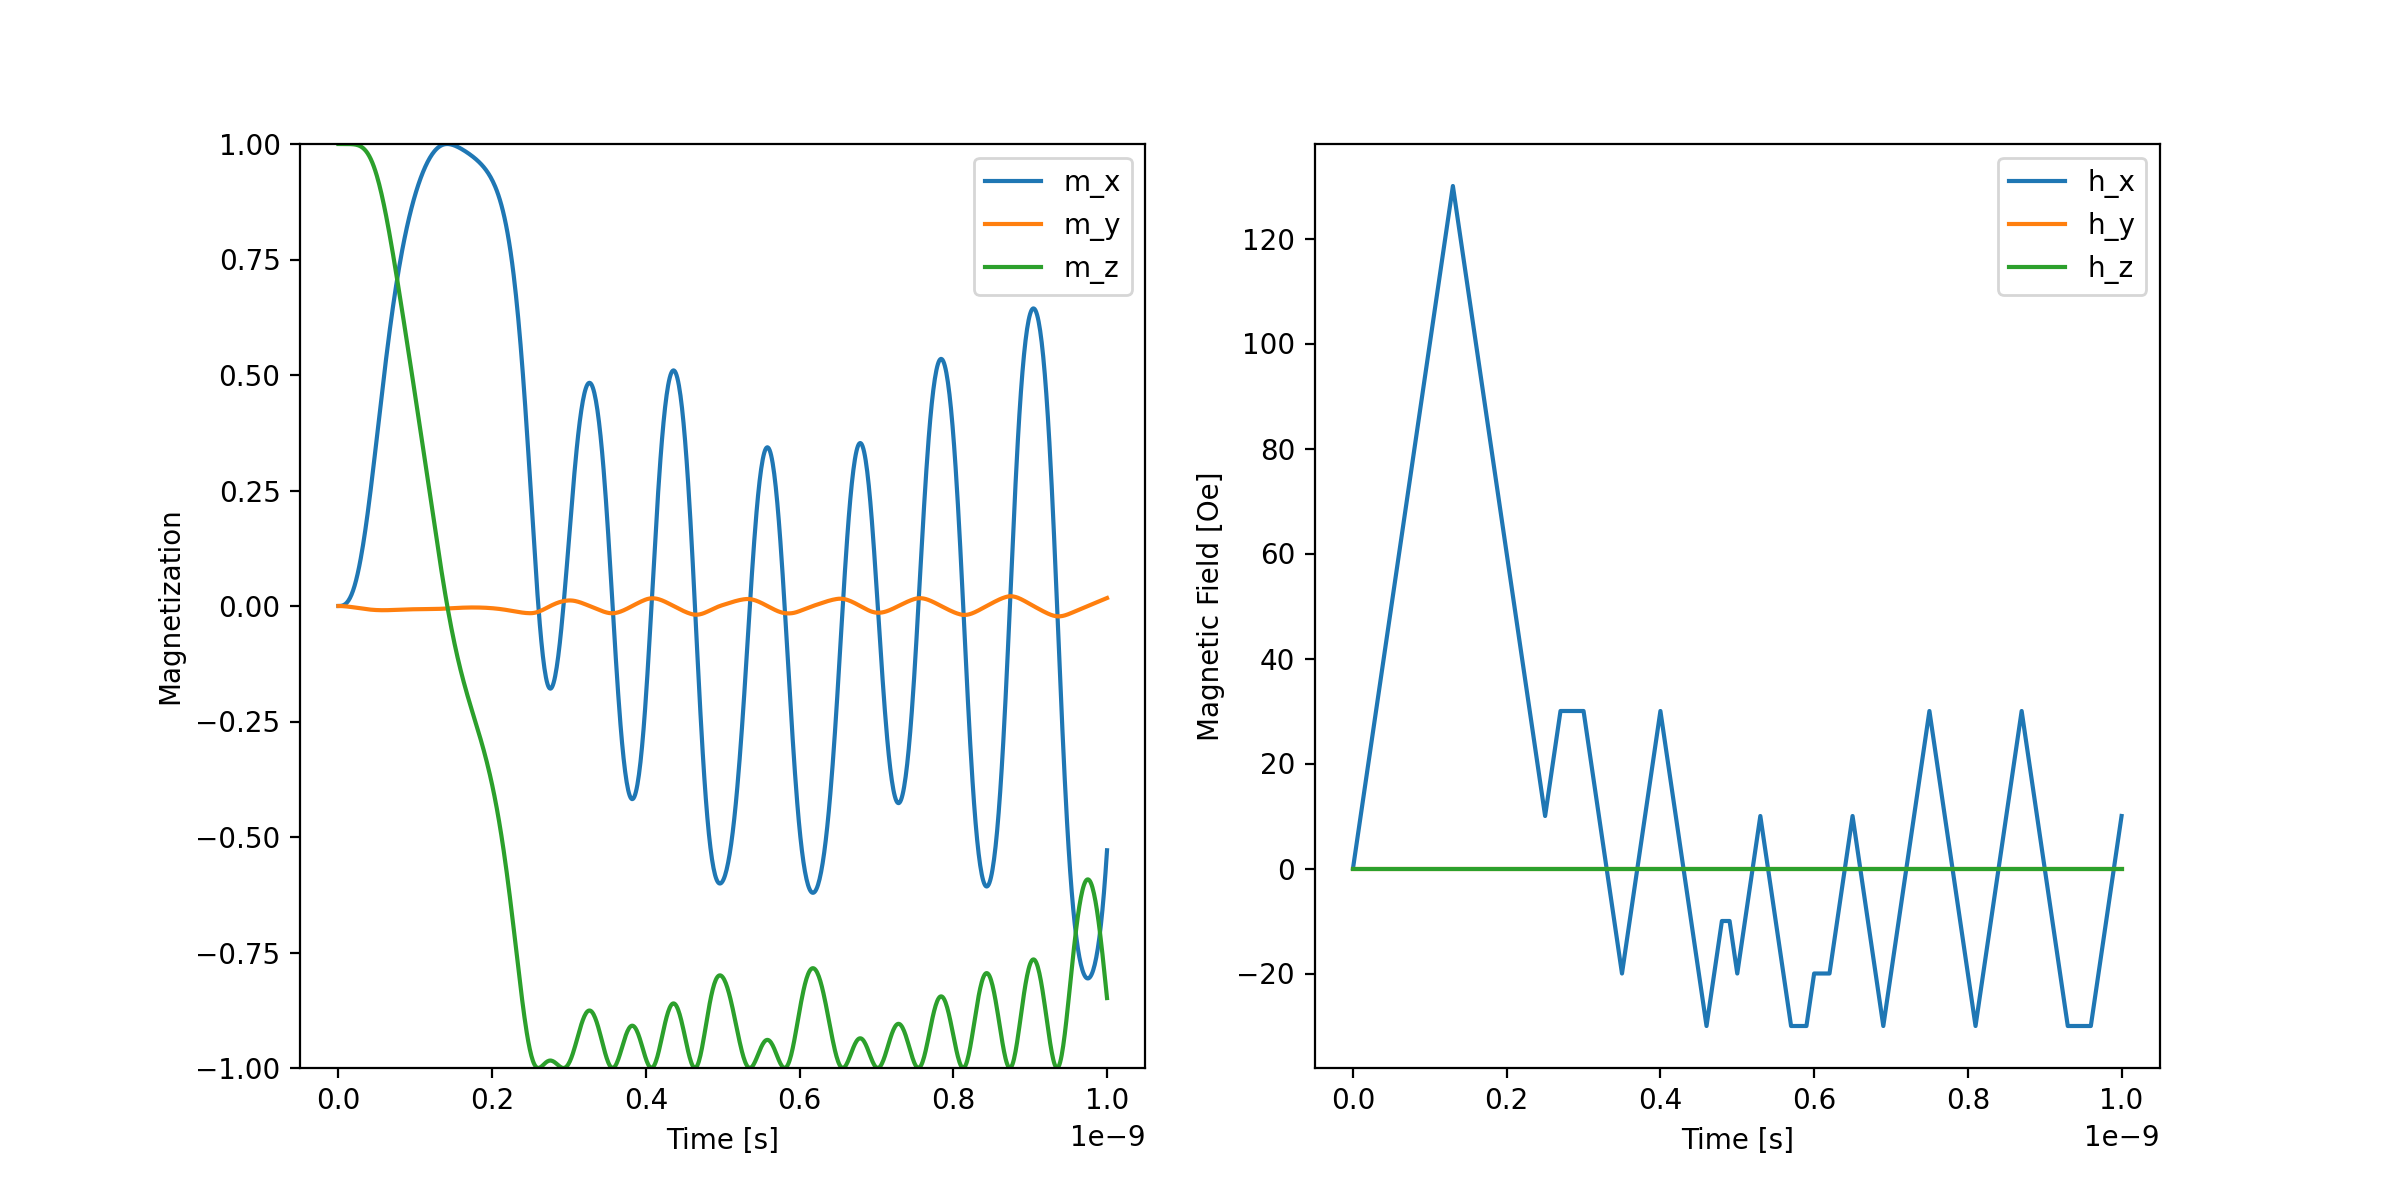 Magnetization
1.00
0.75
0.50
0.25
0.00
−0.25
−0.50
−0.75
−1.00
m_x
m_y
m_z
0.0 0.2 0.4 0.6 0.8 1.0
1e−9
Time [s]
Magnetic Field [Oe]
120
100
80
60
40
20
0
−20
h_x
h_y
h_z
0.0 0.2 0.4 0.6 0.8 1.0
1e−9
Time [s]